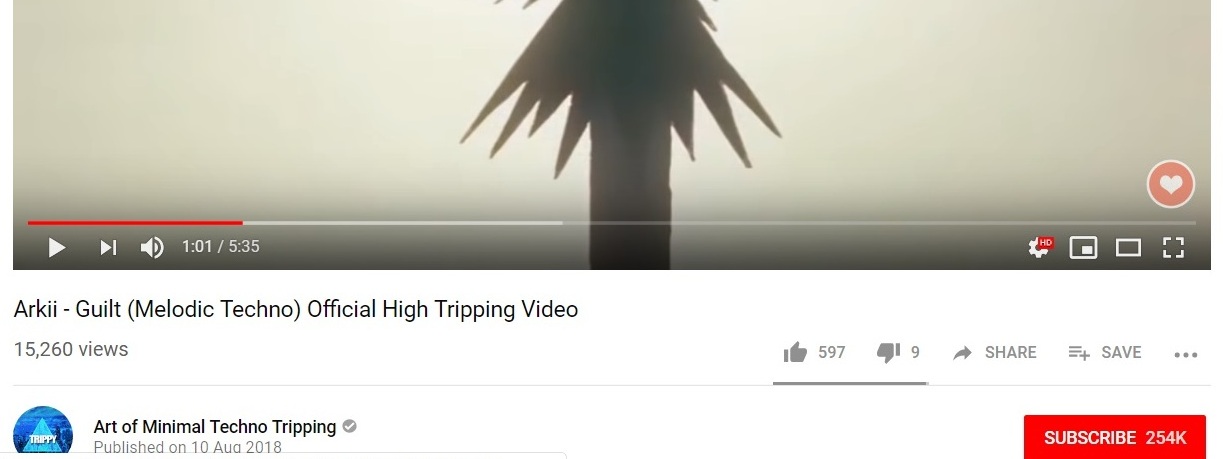 1:01 / 5:35
HD
Arkii - Guilt (Melodic Techno) Official High Tripping Video
15,260 views
597
9
SHARE
SAVE
TRIPPY
Art of Minimal Techno Tripping
Published on 10 Aug 2018
SUBSCRIBE 254K